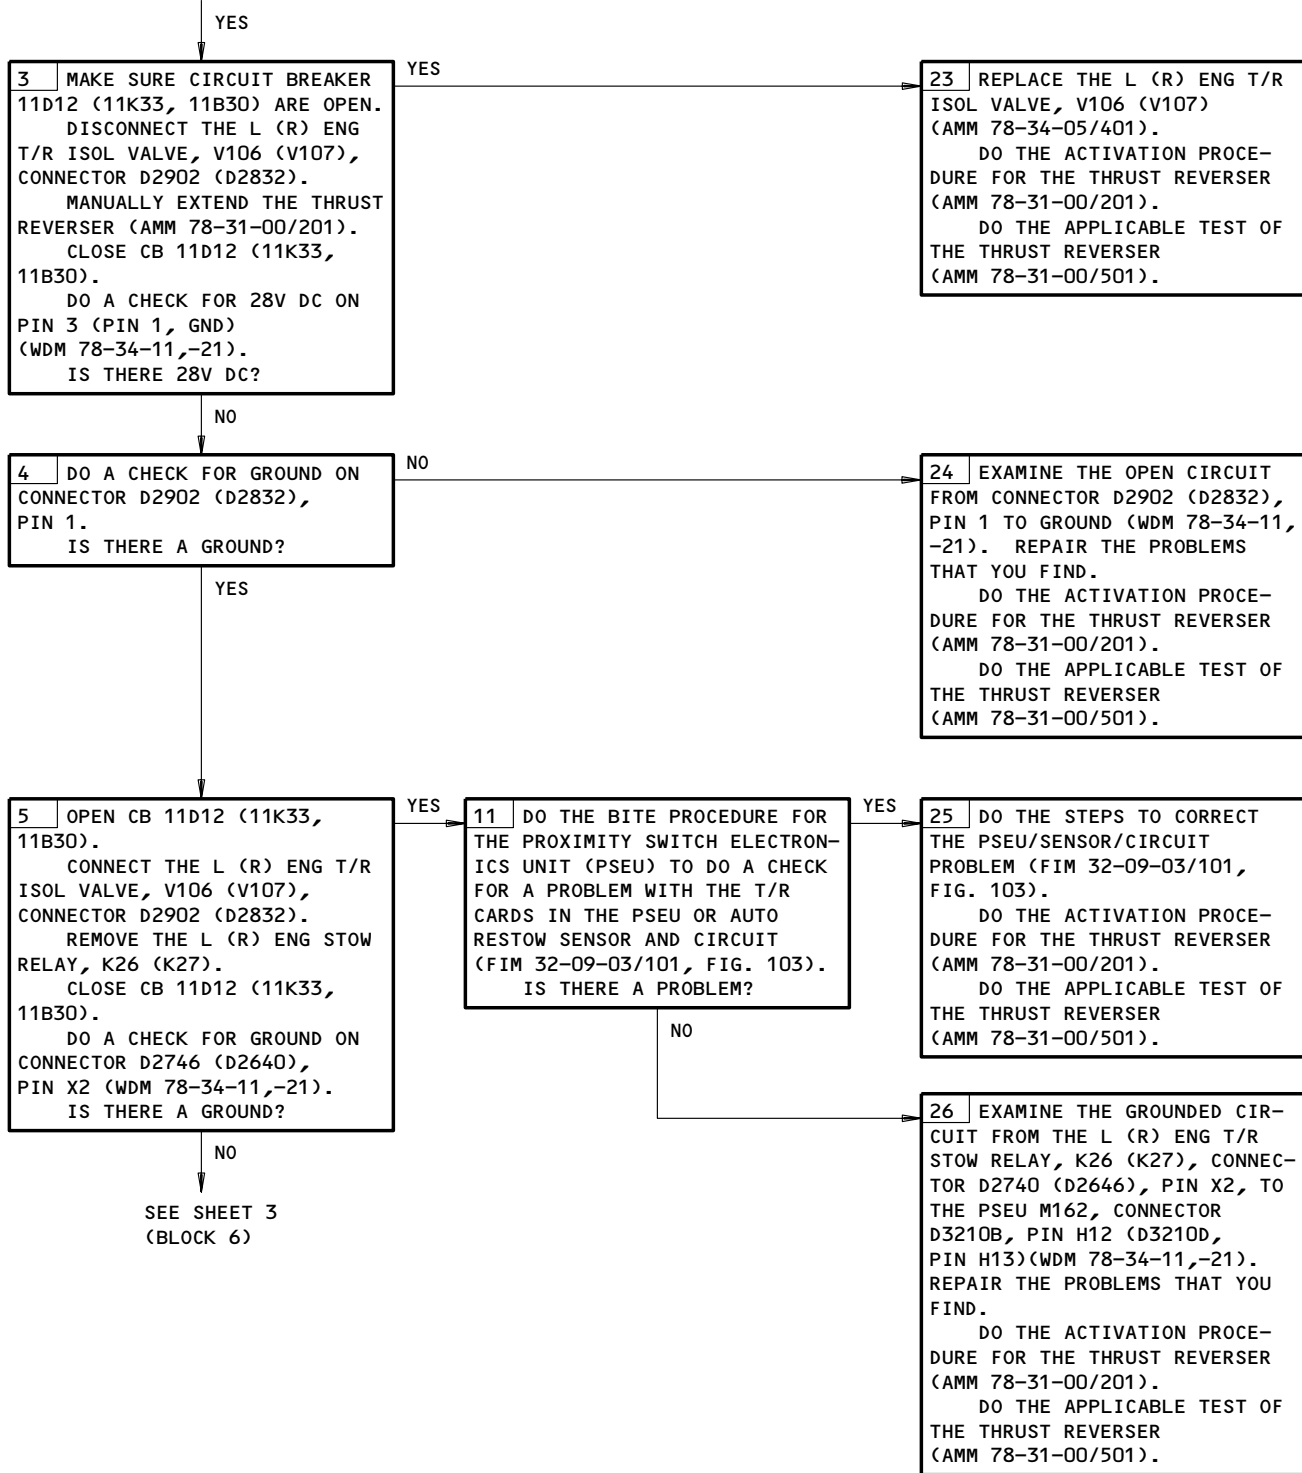 YES
3 MAKE SURE CIRCUIT BREAKER
11D12 (11K33, 11B30) ARE OPEN.
DISCONNECT THE L (R) ENG
T/R ISOL VALVE, V106 (V107),
CONNECTOR D2902 (D2832).
MANUALLY EXTEND THE THRUST
REVERSER (AMM 78-31-00/201).
CLOSE CB 11D12 (11K33,
11B30).
DO A CHECK FOR 28V DC ON
PIN 3 (PIN 1, GND)
(WDM 78-34-11,-21).
IS THERE 28V DC?
YES
23 REPLACE THE L (R) ENG T/R
ISOL VALVE, V106 (V107)
(AMM 78-34-05/401).
DO THE ACTIVATION PROCE-
DURE FOR THE THRUST REVERSER
(AMM 78-31-00/201).
DO THE APPLICABLE TEST OF
THE THRUST REVERSER
(AMM 78-31-00/501).
NO
4 DO A CHECK FOR GROUND ON
CONNECTOR D2902 (D2832),
PIN 1.
IS THERE A GROUND?
NO
24 EXAMINE THE OPEN CIRCUIT
FROM CONNECTOR D2902 (D2832),
PIN 1 TO GROUND (WDM 78-34-11,
-21). REPAIR THE PROBLEMS
THAT YOU FIND.
DO THE ACTIVATION PROCE-
DURE FOR THE THRUST REVERSER
(AMM 78-31-00/201).
DO THE APPLICABLE TEST OF
THE THRUST REVERSER
(AMM 78-31-00/501).
YES
5 OPEN CB 11D12 (11K33,
11B30).
CONNECT THE L (R) ENG T/R
ISOL VALVE, V106 (V107),
CONNECTOR D2902 (D2832).
REMOVE THE L (R) ENG STOW
RELAY, K26 (K27).
CLOSE CB 11D12 (11K33,
11B30).
DO A CHECK FOR GROUND ON
CONNECTOR D2746 (D2640),
PIN X2 (WDM 78-34-11,-21).
IS THERE A GROUND?
YES
11 DO THE BITE PROCEDURE FOR
THE PROXIMITY SWITCH ELECTRON-
ICS UNIT (PSEU) TO DO A CHECK
FOR A PROBLEM WITH THE T/R
CARDS IN THE PSEU OR AUTO
RESTOW SENSOR AND CIRCUIT
(FIM 32-09-03/101, FIG. 103).
IS THERE A PROBLEM?
YES
25 DO THE STEPS TO CORRECT
THE PSEU/SENSOR/CIRCUIT
PROBLEM (FIM 32-09-03/101,
FIG. 103).
DO THE ACTIVATION PROCE-
DURE FOR THE THRUST REVERSER
(AMM 78-31-00/201).
DO THE APPLICABLE TEST OF
THE THRUST REVERSER
(AMM 78-31-00/501).
NO
26 EXAMINE THE GROUNDED CIR-
CUIT FROM THE L (R) ENG T/R
STOW RELAY, K26 (K27), CONNEC-
TOR D2740 (D2646), PIN X2, TO
THE PSEU M162, CONNECTOR
D3210B, PIN H12 (D3210D,
PIN H13)(WDM 78-34-11,-21).
REPAIR THE PROBLEMS THAT YOU
FIND.
DO THE ACTIVATION PROCE-
DURE FOR THE THRUST REVERSER
(AMM 78-31-00/201).
DO THE APPLICABLE TEST OF
THE THRUST REVERSER
(AMM 78-31-00/501).
NO
SEE SHEET 3
(BLOCK 6)